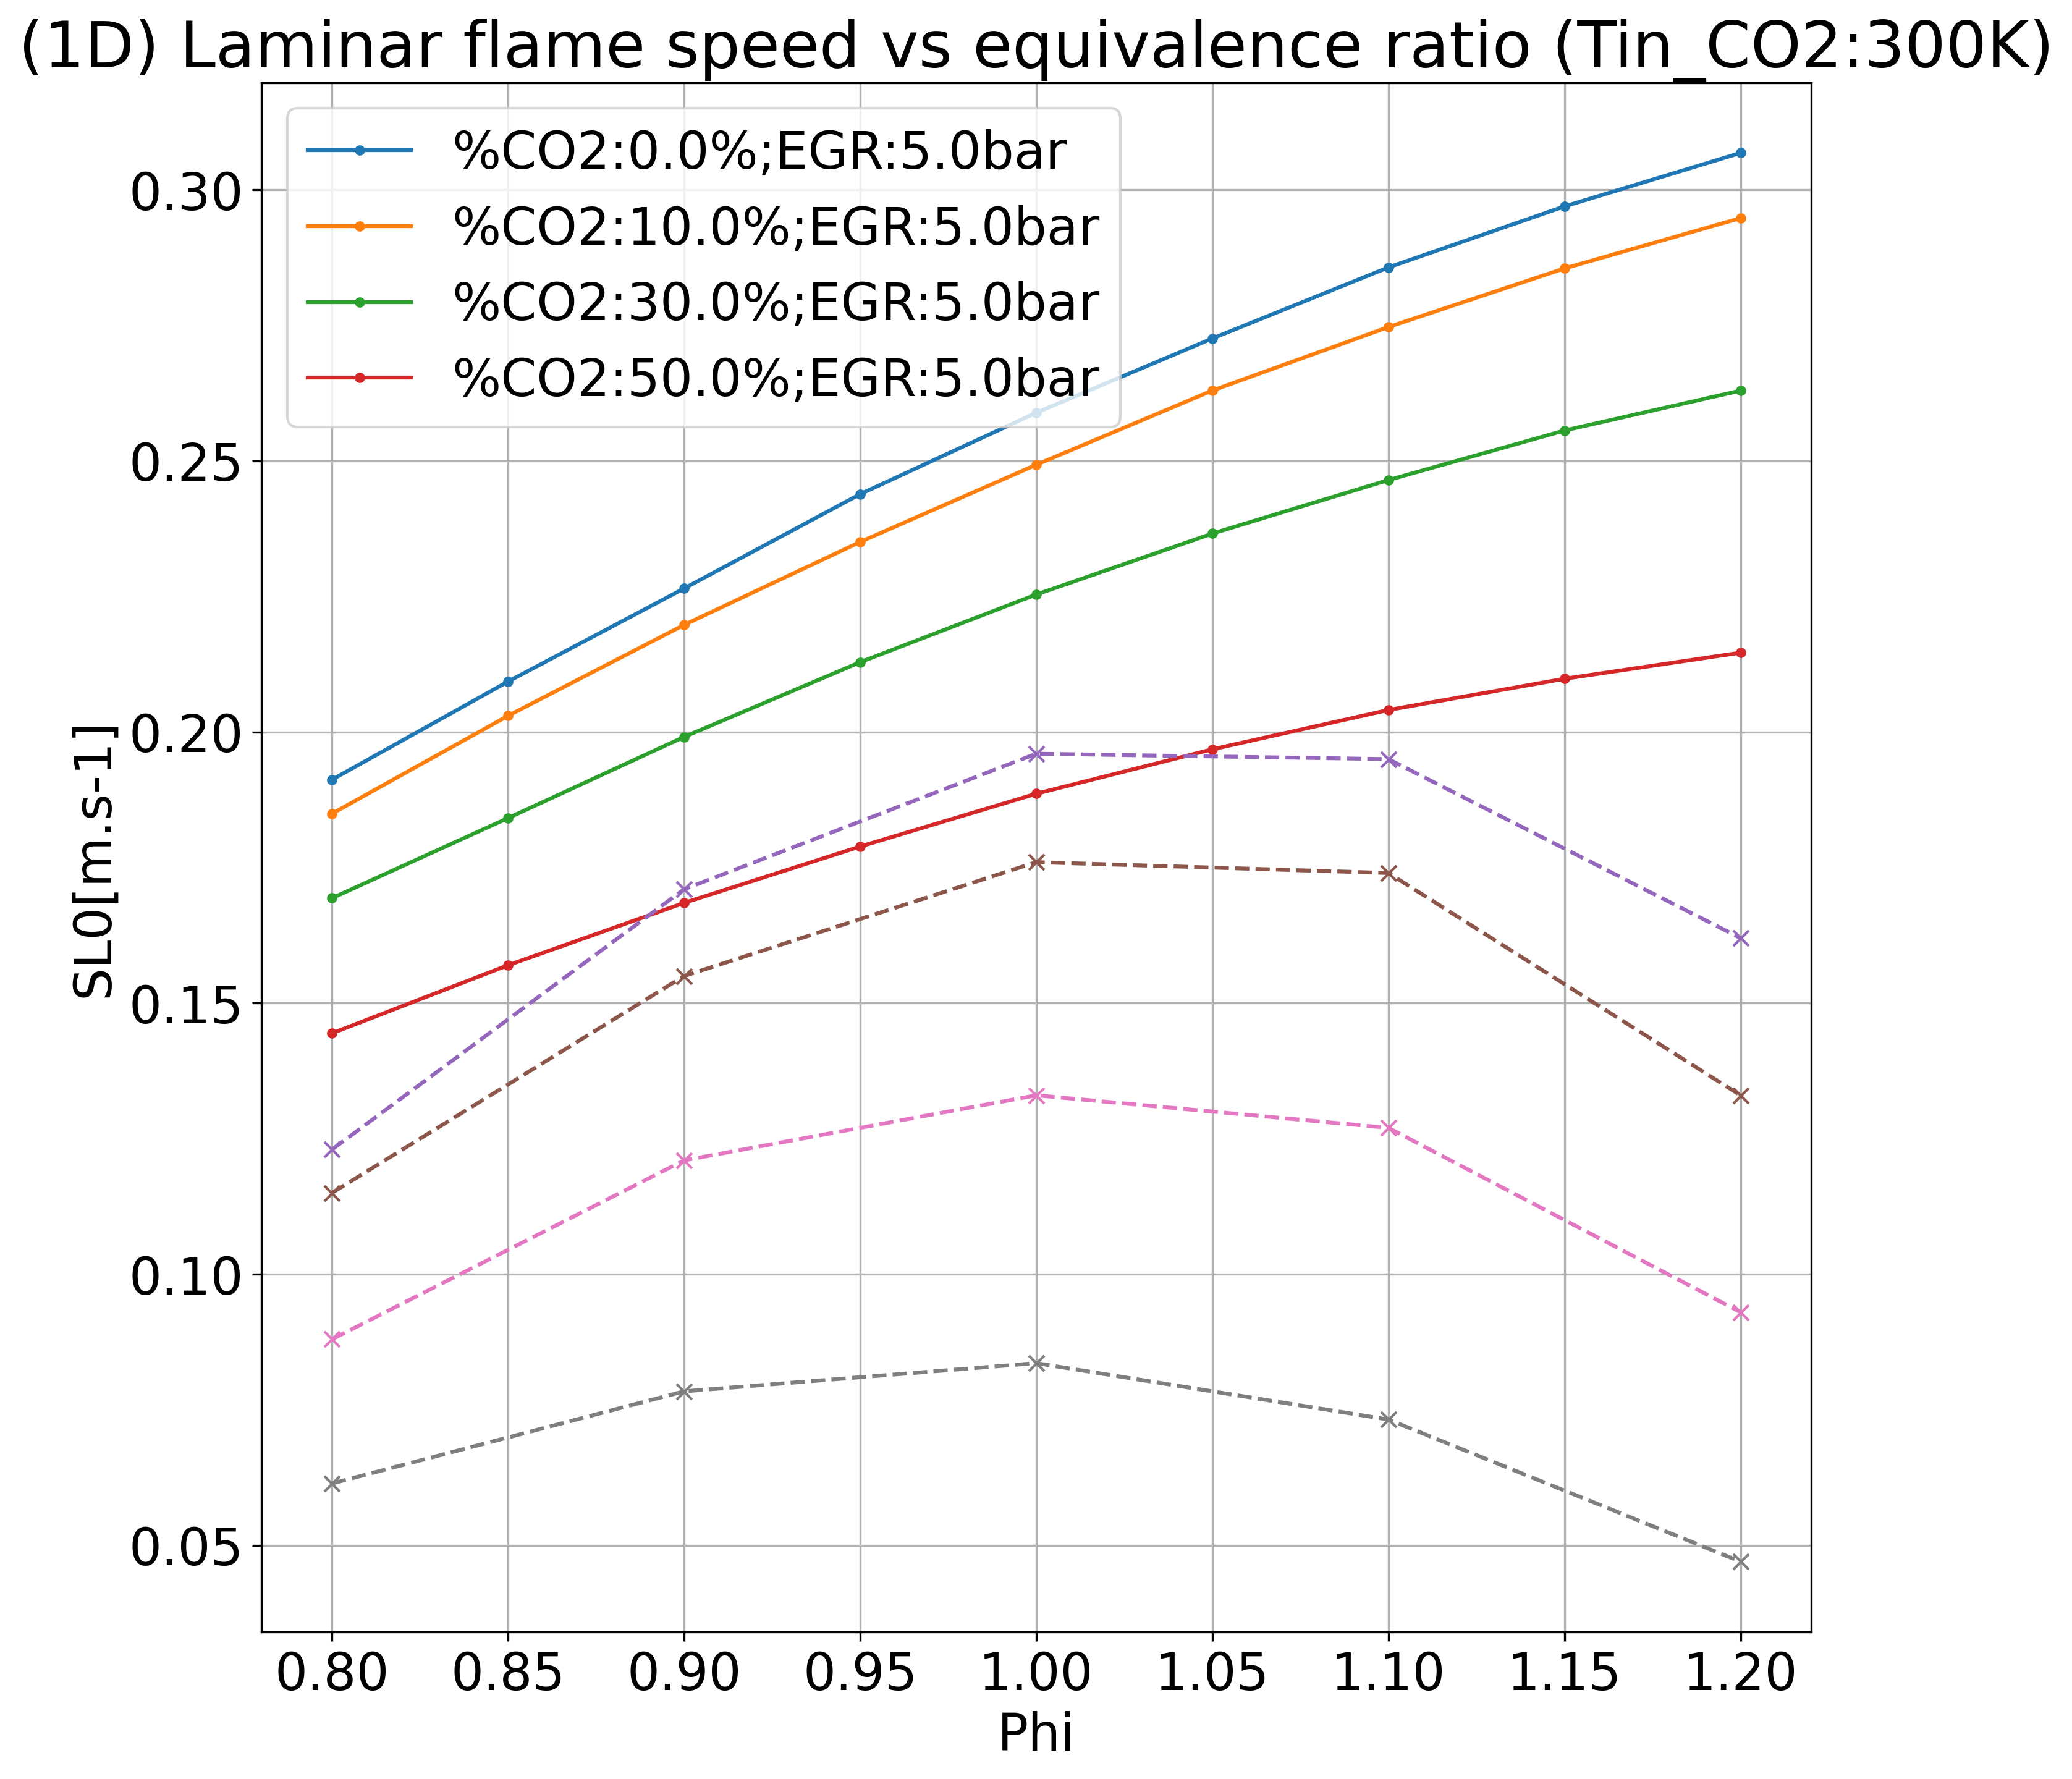 (1D) Laminar flame speed vs equivalence ratio (Tin_CO2:300K)
%CO2:0.0%;EGR:5.0bar
%CO2:10.0%;EGR:5.0bar
%CO2:30.0%;EGR:5.0bar
%CO2:50.0%;EGR:5.0bar
0.30
0.25
0.20
0.15
0.10
0.05
SL0[m.s-1]
0.80 0.85 0.90 0.95 1.00 1.05 1.10 1.15 1.20
Phi